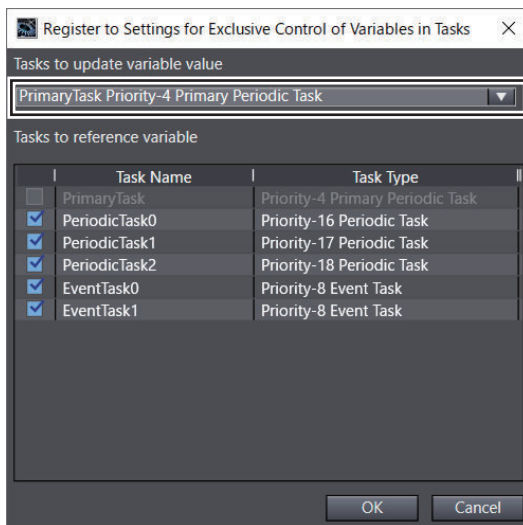 Register to Settings for Exclusive Control of Variables in Tasks
Tasks to update variable value
PrimaryTask Priority-4 Primary Periodic Task
Tasks to reference variable
Task Name Task Type
PrimaryTask Priority-4 Primary Periodic Task
PeriodicTask0 Priority-16 Periodic Task
PeriodicTask1 Priority-17 Periodic Task
PeriodicTask2 Priority-18 Periodic Task
EventTask0 Priority-8 Event Task
EventTask1 Priority-8 Event Task
OK Cancel